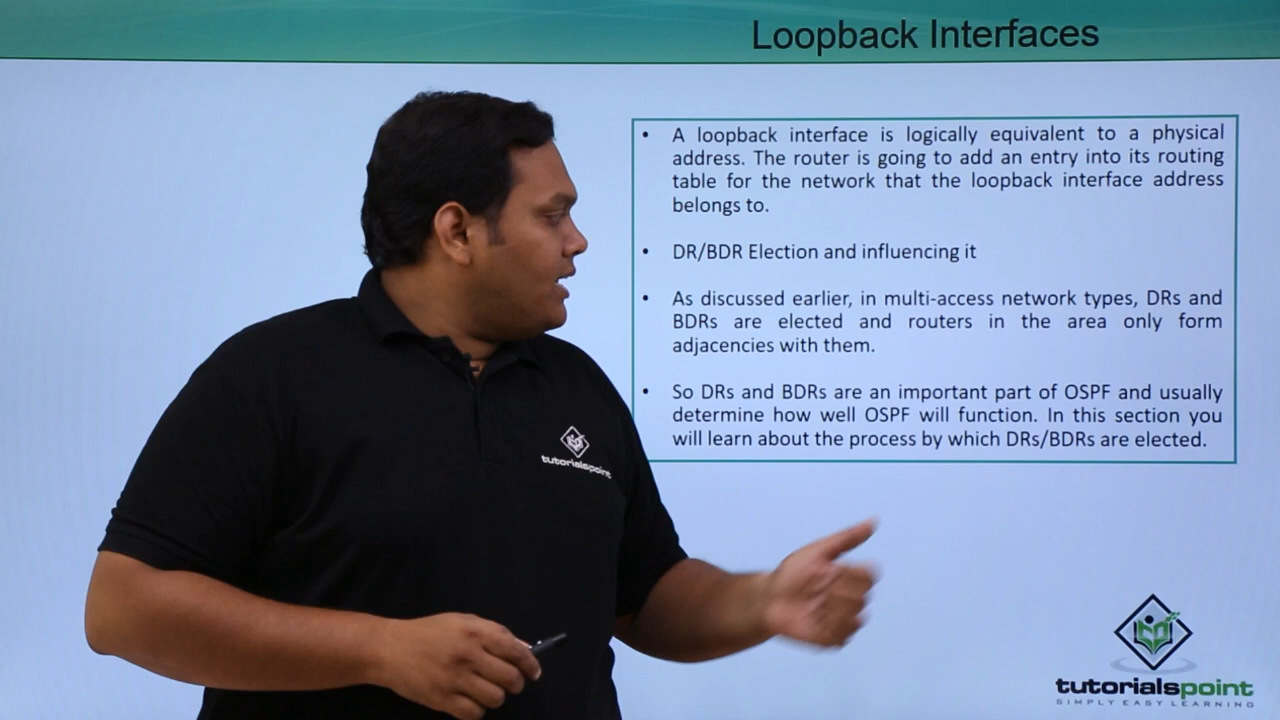 Loopback Interfaces
• A loopback interface is logically equivalent to a physical
address. The router is going to add an entry into its routing
table for the network that the loopback interface address
belongs to.
• DR/BDR Election and influencing it
• As discussed earlier, in multi-access network types, DRs and
BDRs are elected and routers in the area only form
adjacencies with them.
• So DRs and BDRs are an important part of OSPF and usually
determine how well OSPF will function. In this section you
will learn about the process by which DRs/BDRs are elected.
tutorialspoint
tutorialspoint
SIMPLY EASY LEARNING